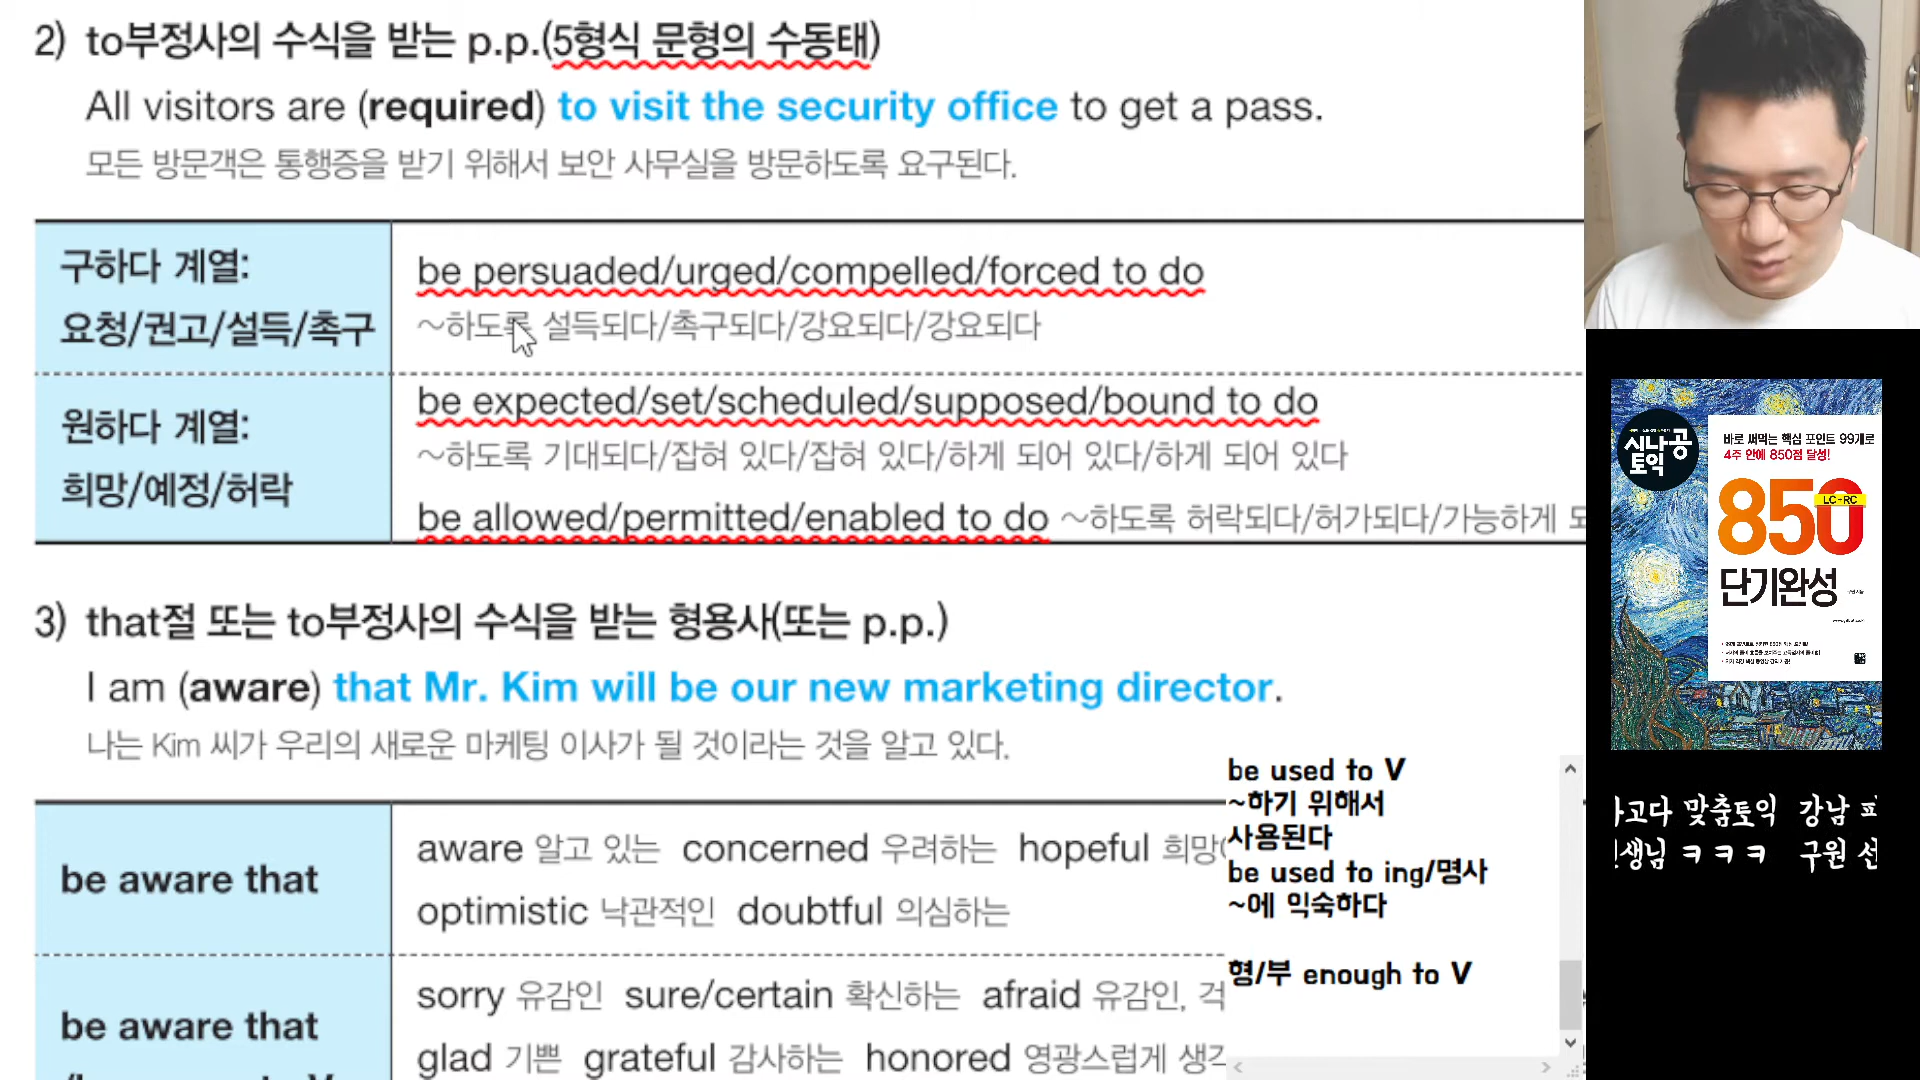 2) to부정사의 수식을 받는 p.p.(5형식 문형의 수동태)
All visitors are (required) to visit the security office to get a pass.
모든 방문객은 통행증을 받기 위해서 보안 사무실을 방문하도록 요구된다.
구하다 계열:
요청/권고/설득/촉구
be persuaded/urged/compelled/forced to do
~하도록 설득되다/촉구되다/강요되다/강요되다
원하다 계열:
희망/예정/허락
be expected/set/scheduled/supposed/bound to do
~하도록 기대되다/잡혀 있다/잡혀 있다/하게 되어 있다/하게 되어 있다
be allowed/permitted/enabled to do ~하도록 허락되다/허가되다/가능하게
3) that절 또는 to부정사의 수식을 받는 형용사(또는 p.p.)
I am (aware) that Mr. Kim will be our new marketing director.
나는 Kim 씨가 우리의 새로운 마케팅 이사가 될 것이라는 것을 알고 있다.
be aware that
aware 알고 있는 concerned 우려하는 hopeful
optimistic 낙관적인 doubtful 의심하는
be aware that
sorry 유감인 sure/certain 확신하는 afraid 유감인,
glad 기쁜 grateful 감사하는 honored 영광스럽게
be used to V
~하기 위해서
사용된다
be used to ing/명사
~에 익숙하다
형/부 enough to V
시나공
토익
바로 써먹는 핵심 포인트 99개로
4주 안에 850점 달성!
850
LC+RC
단기완성
고다 맞춤토익 강남
생님 ㅋㅋㅋ 구원